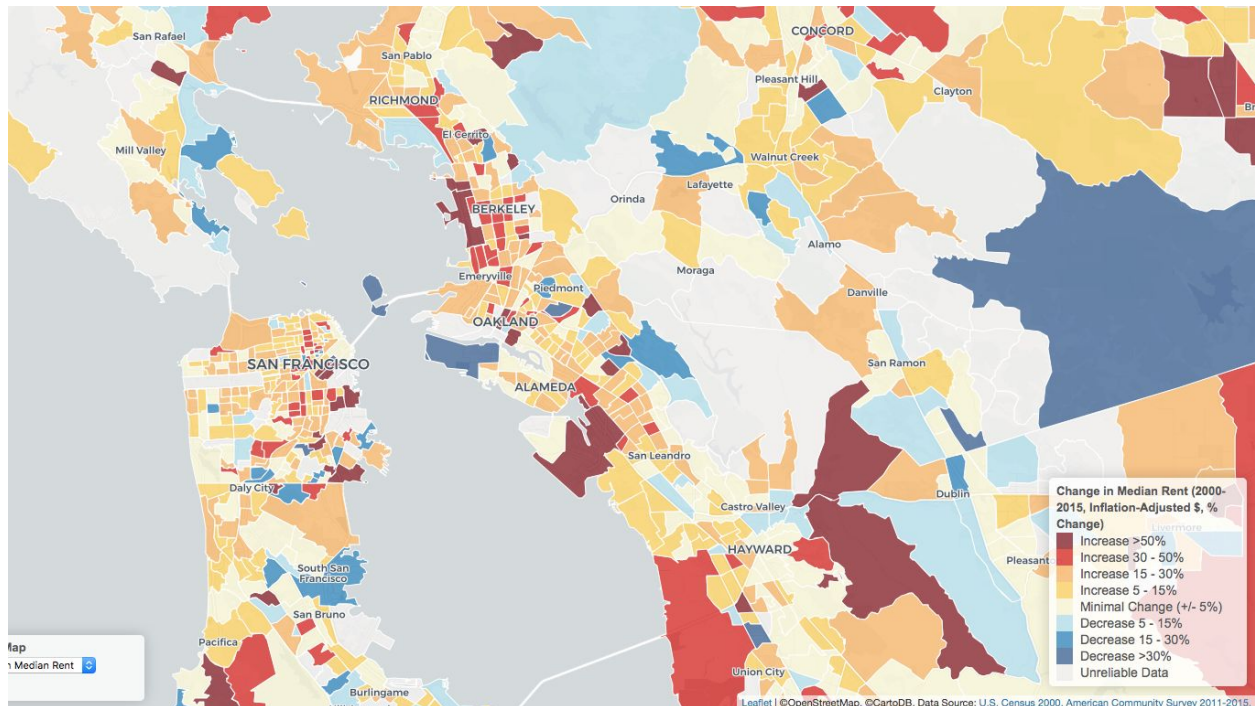 San Rafael
San Pablo
CONCORD
Pleasant Hill
RICHMOND
Clayton
Br
El Cerrito
Mill Valley
Walnut Creek
Lafayette
Orinda
BERKELEY
Alamo
Moraga
Emeryville
Piedmont
Danville
OAKLAND
SAN FRANCISCO
San Ramon
ALAMEDA
San Leandro
Daly City
Dublin
Castro Valley
HAYWARD
Pleasant
South San
Francisco
San Bruno
Pacifica
Union City
Burlingame
Change in Median Rent (2000-
2015, Inflation-Adjusted $, %
Change)
Livermore
Increase >50%
Increase 30 - 50%
Increase 15 - 30%
Increase 5 - 15%
Minimal Change (+/- 5%)
Decrease 5 - 15%
Decrease 15 - 30%
Decrease >30%
Unreliable Data
Map
n Median Rent
Leaflet | ©OpenStreetMap, ©CartoDB, Data Source: U.S. Census 2000, American Community Survey 2011-2015,